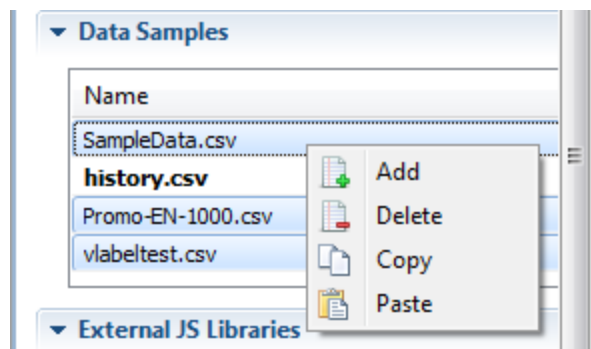 Data Samples
Name
SampleData.csv
history.csv
Promo-EN-1000.csv
vlabeltest.csv
Add
Delete
Copy
Paste
External JS Libraries